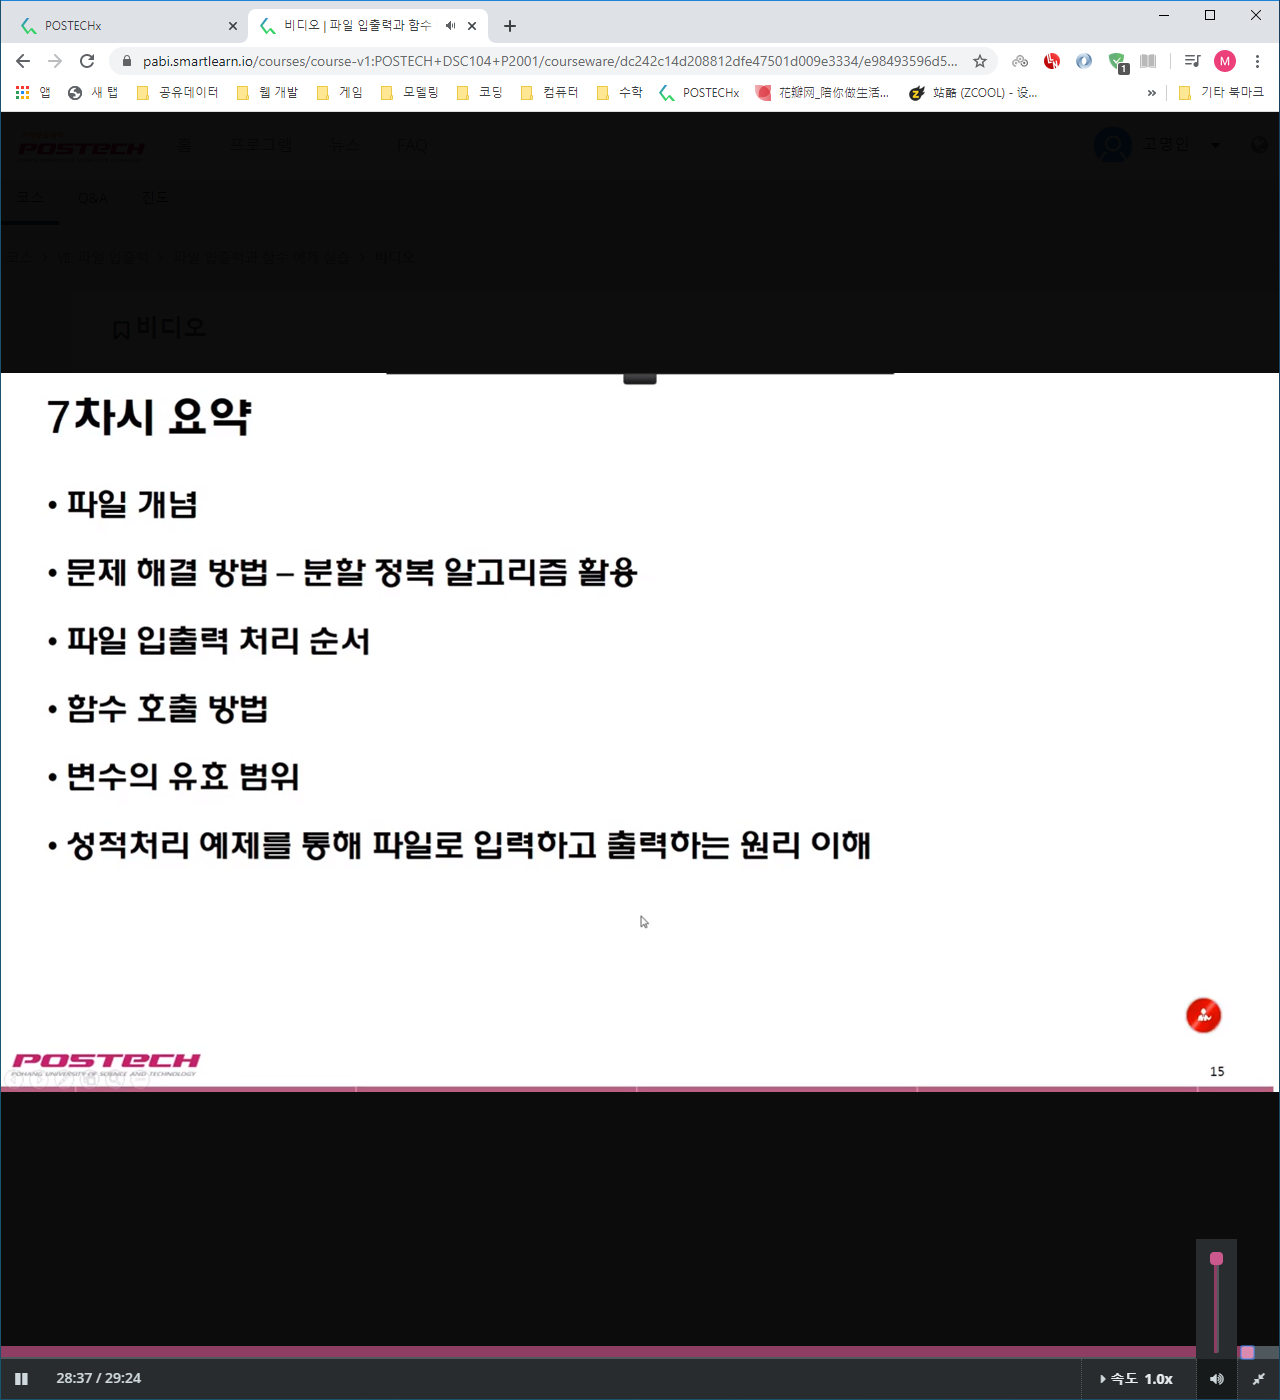 POSTECHx
비디오 | 파일 입출력과 함수
pabi.smartlearn.io/courses/course-v1:POSTECH+DSC104+P2001/courseware/dc242c14d208812dfe47501d009e3334/e98493596d5...
1
M
앱 새 탭 공유데이터 웹 개발 게임 모델링 코딩 컴퓨터 수학 POSTECHx 花瓣网_陪你做生活... 站酷 (ZCOOL) - 设... » 기타 북마크
POSTECH 홈 프로그램 뉴스 FAQ 고영인
코스 Q&A 진도
비디오
7차시 요약
• 파일 개념
• 문제 해결 방법 – 분할 정복 알고리즘 활용
• 파일 입출력 처리 순서
• 함수 호출 방법
• 변수의 유효 범위
• 성적처리 예제를 통해 파일로 입력하고 출력하는 원리 이해
POSTECH
POHANG UNIVERSITY OF SCIENCE AND TECHNOLOGY
15
28:37 / 29:24
속도 1.0x